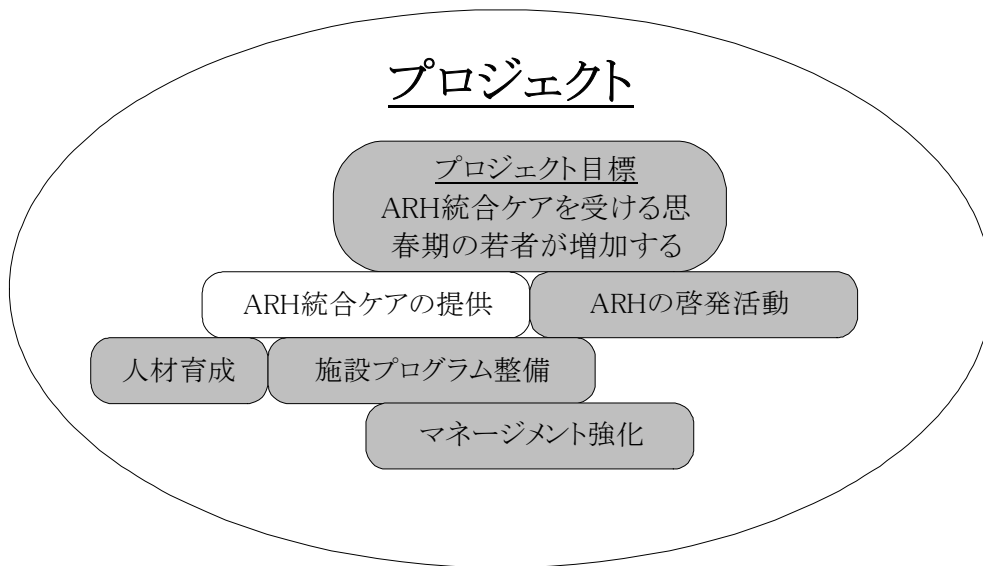 プロジェクト
プロジェクト目標
ARH統合ケアを受ける思
春期の若者が増加する
ARH統合ケアの提供
ARHの啓発活動
人材育成
施設プログラム整備
マネージメント強化